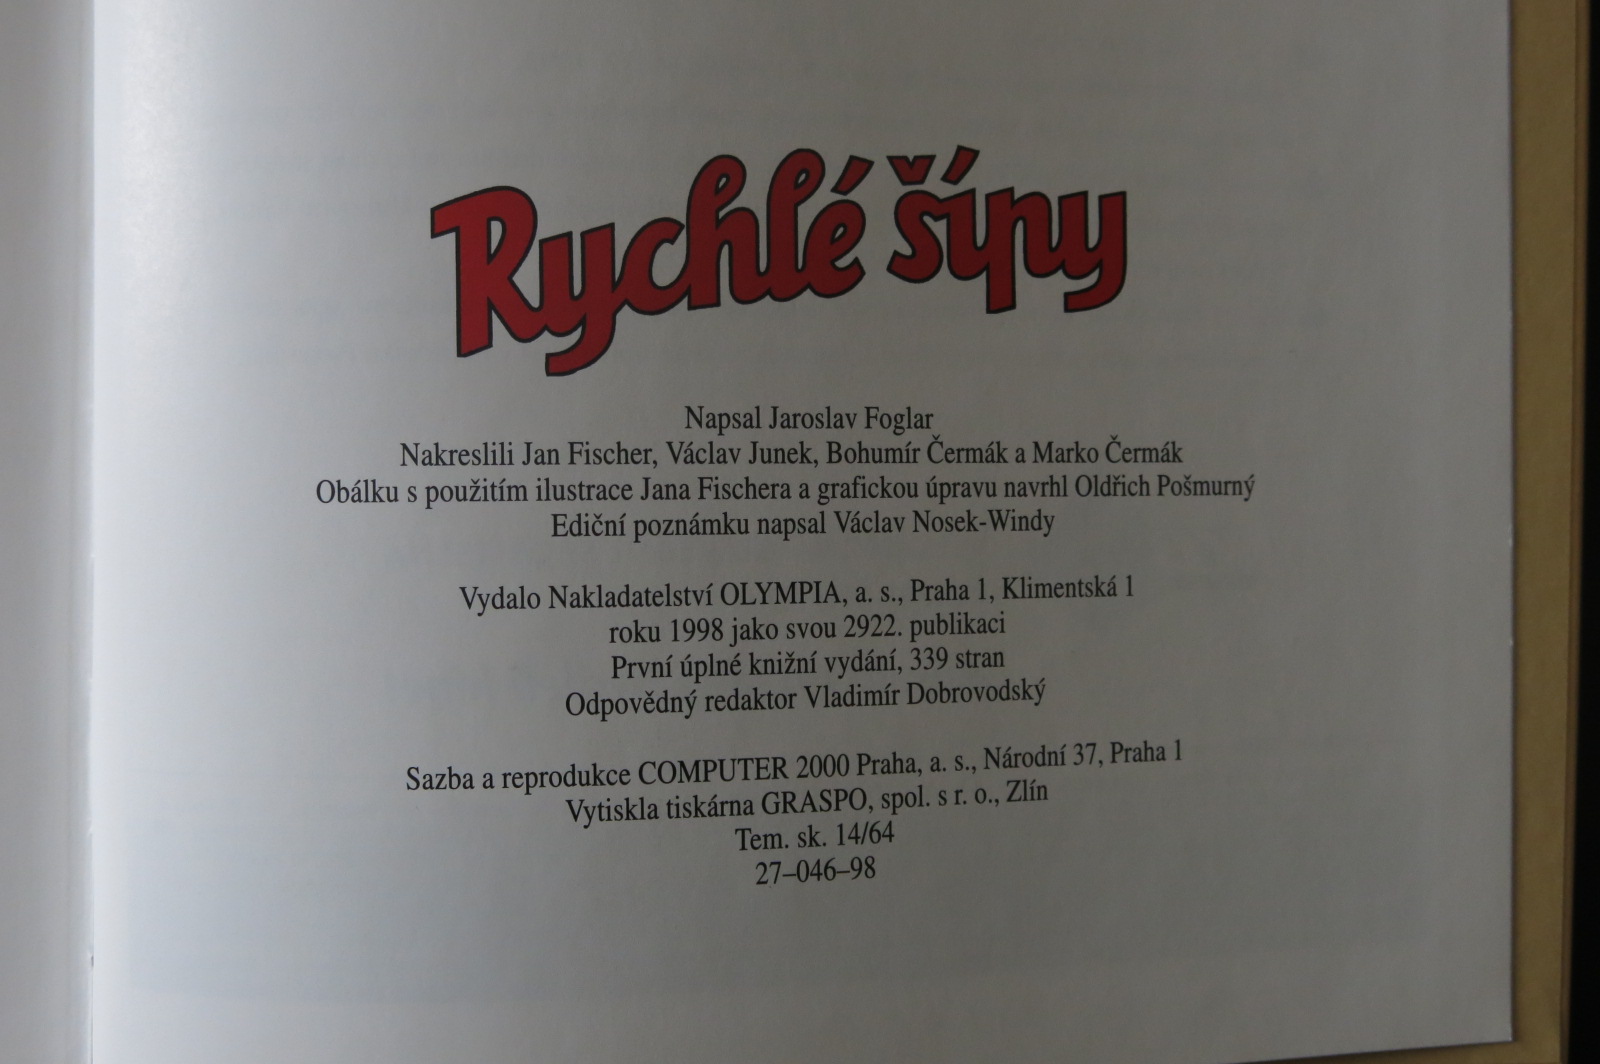 Rychlé šípy
Napsal Jaroslav Foglar
Nakreslili Jan Fischer, Václav Junek, Bohumír Čermák a Marko Čermák
Obálku s použitím ilustrace Jana Fischera a grafickou úpravu navrhl Oldřich Pošmurný
Ediční poznámku napsal Václav Nosek-Windy
Vydalo Nakladatelství OLYMPIA, a. s., Praha 1, Klimentská 1
roku 1998 jako svou 2922. publikaci
První úplné knižní vydání, 339 stran
Odpovědný redaktor Vladimír Dobrovodský
Sazba a reprodukce COMPUTER 2000 Praha, a. s., Národní 37, Praha 1
Vytiskla tiskárna GRASPO, spol. s r. o., Zlín
Tem. sk. 14/64
27–046–98